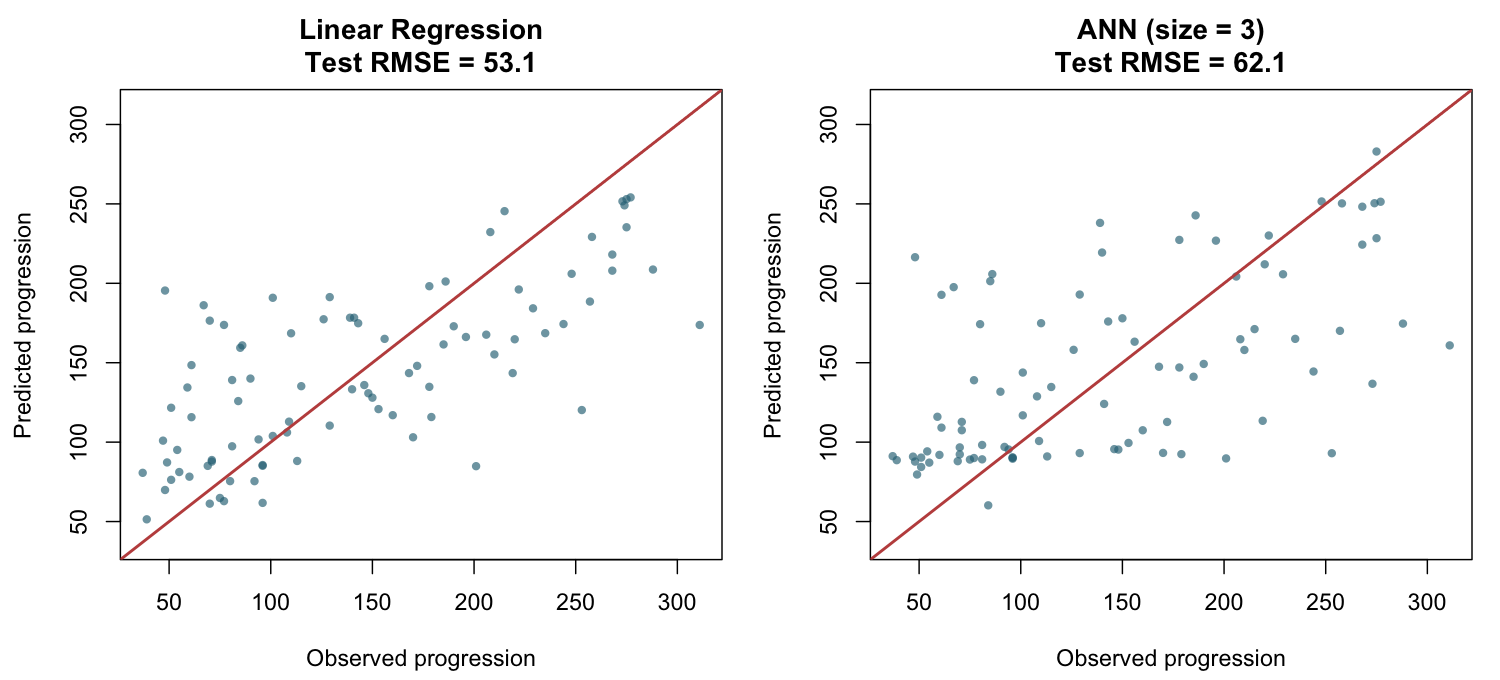 Linear Regression
Test RMSE = 53.1
Predicted progression
300
250
200
150
100
50
50 100 150 200 250 300
Observed progression
ANN (size = 3)
Test RMSE = 62.1
Predicted progression
300
250
200
150
100
50
50 100 150 200 250 300
Observed progression